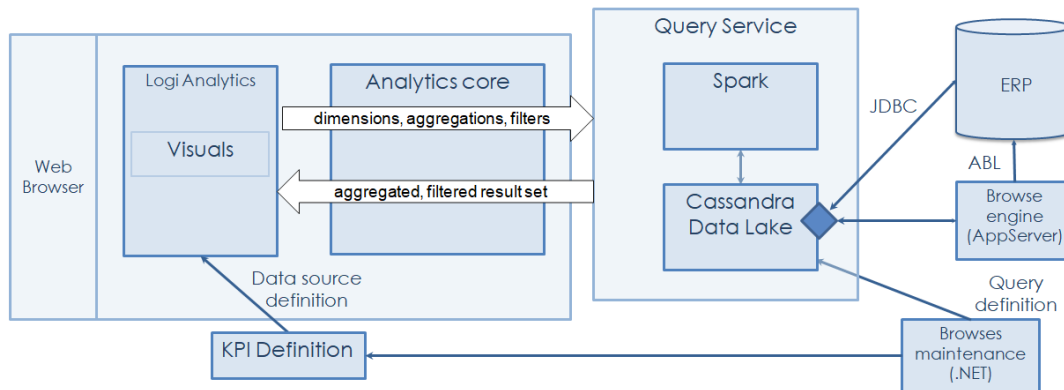 Query Service
Logi Analytics
Analytics core
Spark
ERP
dimensions, aggregations, filters
JDBC
Visuals
Web
Browser
ABL
aggregated, filtered result set
Cassandra
Data Lake
Browse
engine
(AppServer)
Data source
definition
Query
definition
KPI Definition
Browses
maintenance
(.NET)